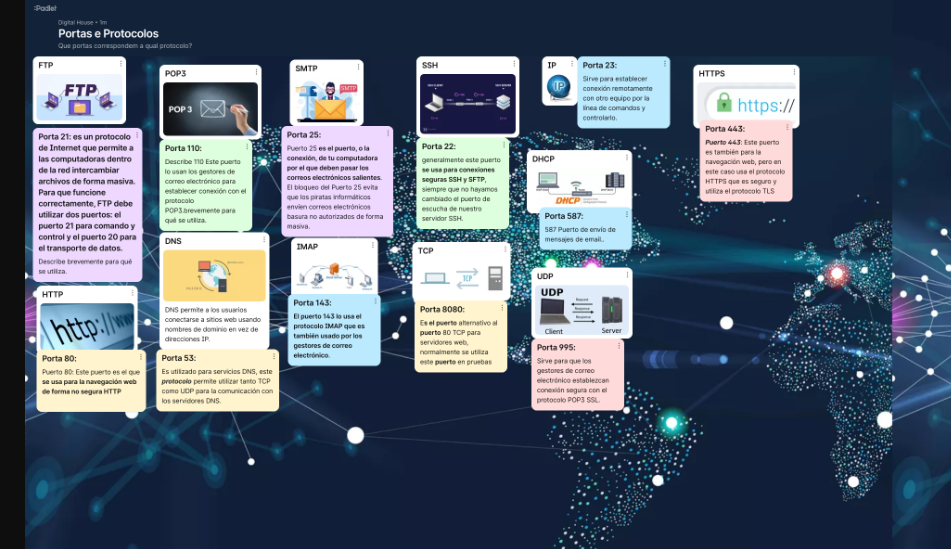 :Padlet
Digital House • 1m
Portas e Protocolos
Que portas correspondem a qual protocolo?
FTP
FTP
Porta 21: es un protocolo
de Internet que permite a
las computadoras dentro
de la red intercambiar
archivos de forma masiva.
Para que funcione
correctamente, FTP debe
utilizar dos puertos: el
puerto 21 para comando y
control y el puerto 20 para
el transporte de datos.
Describe brevemente para qué
se utiliza.
HTTP
http://www
Porta 80:
Puerto 80: Este puerto es el que
se usa para la navegación web
de forma no segura HTTP
POP3
POP 3
Porta 110:
Describe 110 Este puerto
lo usan los gestores de
correo electrónico para
establecer conexión con el
protocolo
POP3.brevemente para
qué se utiliza.
DNS
DNS permite a los usuarios
conectarse a sitios web usando
nombres de dominio en vez de
direcciones IP.
Porta 53:
Es utilizado para servicios DNS, este
protocolo permite utilizar tanto TCP
como UDP para la comunicación con
los servidores DNS.
SMTP
SMTP
Porta 25:
Puerto 25 es el puerto, o la
conexión, de tu computadora
por el que deben pasar los
correos electrónicos salientes.
El bloqueo del Puerto 25 evita
que los piratas informáticos
envíen correos electrónicos
basura no autorizados de forma
masiva.
IMAP
Porta 143:
El puerto 143 lo usa el
protocolo IMAP que es
también usado por los
gestores de correo
electrónico.
SSH
Porta 22:
generalmente este puerto
se usa para conexiones
seguras SSH y SFTP,
siempre que no hayamos
cambiado el puerto de
escucha de nuestro
servidor SSH.
TCP
TCP
Porta 8080:
Es el puerto alternativo al
puerto 80 TCP para
servidores web,
normalmente se utiliza
este puerto en pruebas
IP
IP
Porta 23:
Sirve para establecer
conexión remotamente
con otro equipo por la
línea de comandos y
controlarlo.
DHCP
DHCP
Porta 587:
587 Puerto de envío de
mensajes de email..
UDP
UDP
Request
Response
Response
Response
Client
Server
Porta 995:
Sirve para que los
gestores de correo
electrónico establezcan
conexión segura con el
protocolo POP3 SSL.
HTTPS
https://
Porta 443:
Puerto 443: Este puerto
es también para la
navegación web, pero en
este caso usa el protocolo
HTTPS que es seguro y
utiliza el protocolo TLS